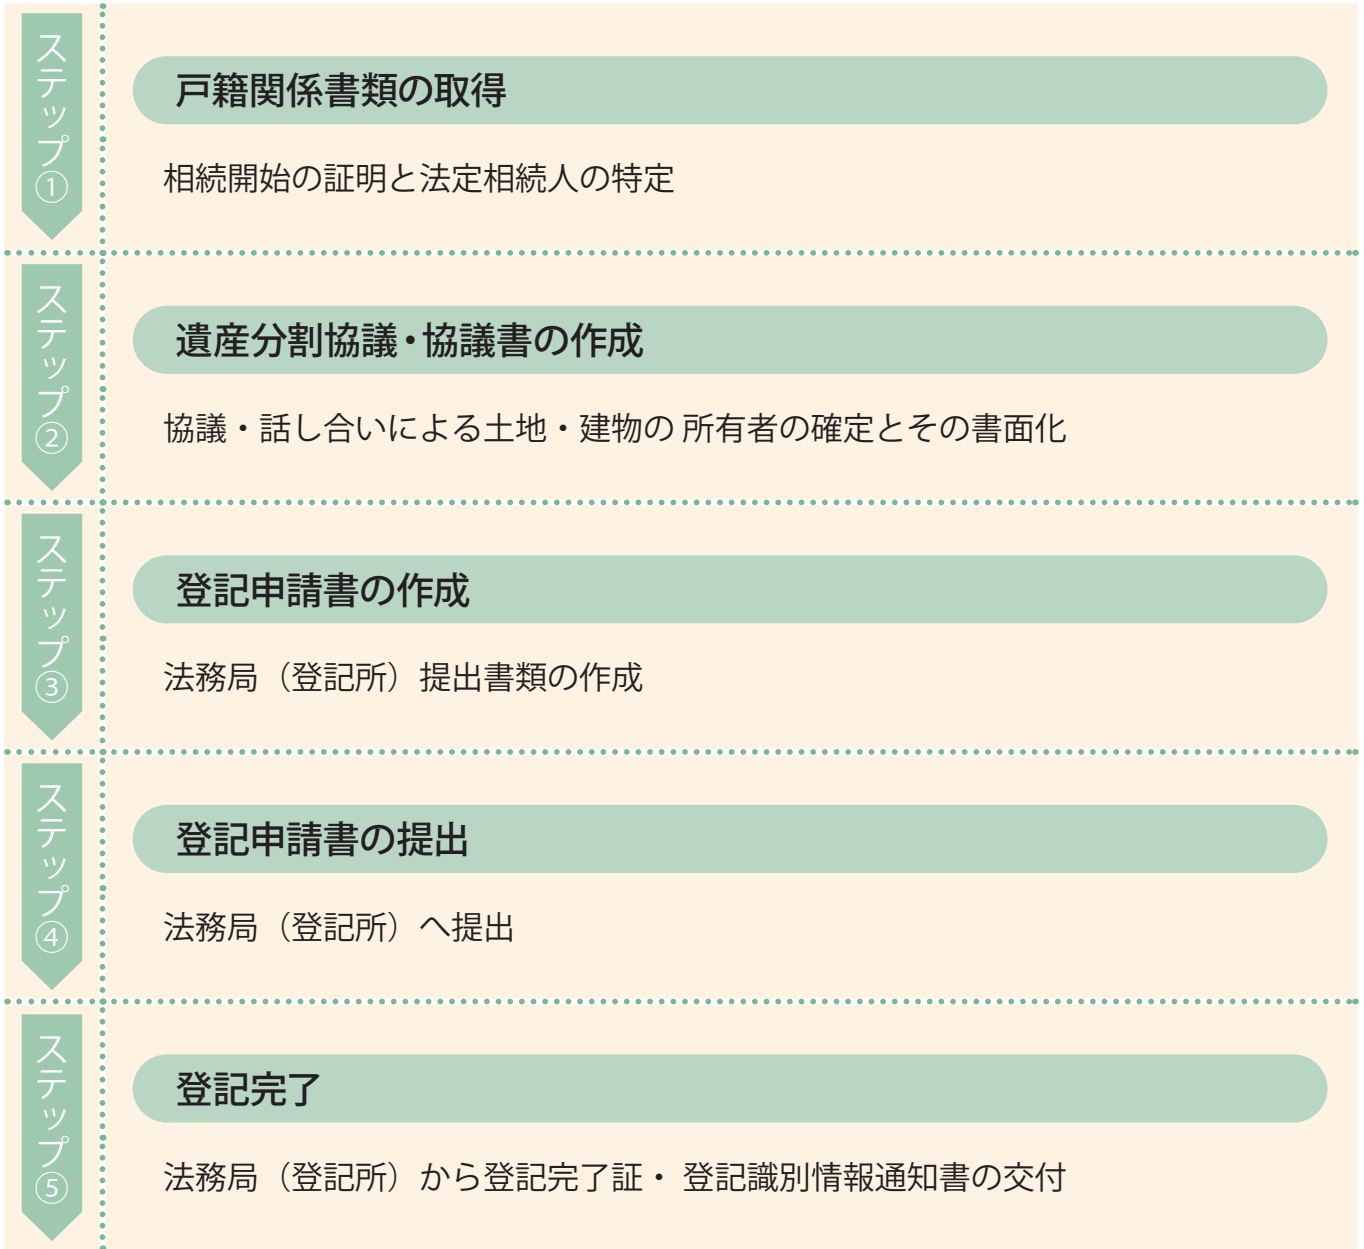 ステップ①
戸籍関係書類の取得
相続開始の証明と法定相続人の特定
ステップ②
遺産分割協議・協議書の作成
協議・話し合いによる土地・建物の 所有者の確定とその書面化
ステップ③
登記申請書の作成
法務局（登記所）提出書類の作成
ステップ④
登記申請書の提出
法務局（登記所）へ提出
ステップ⑤
登記完了
法務局（登記所）から登記完了証・ 登記識別情報通知書の交付